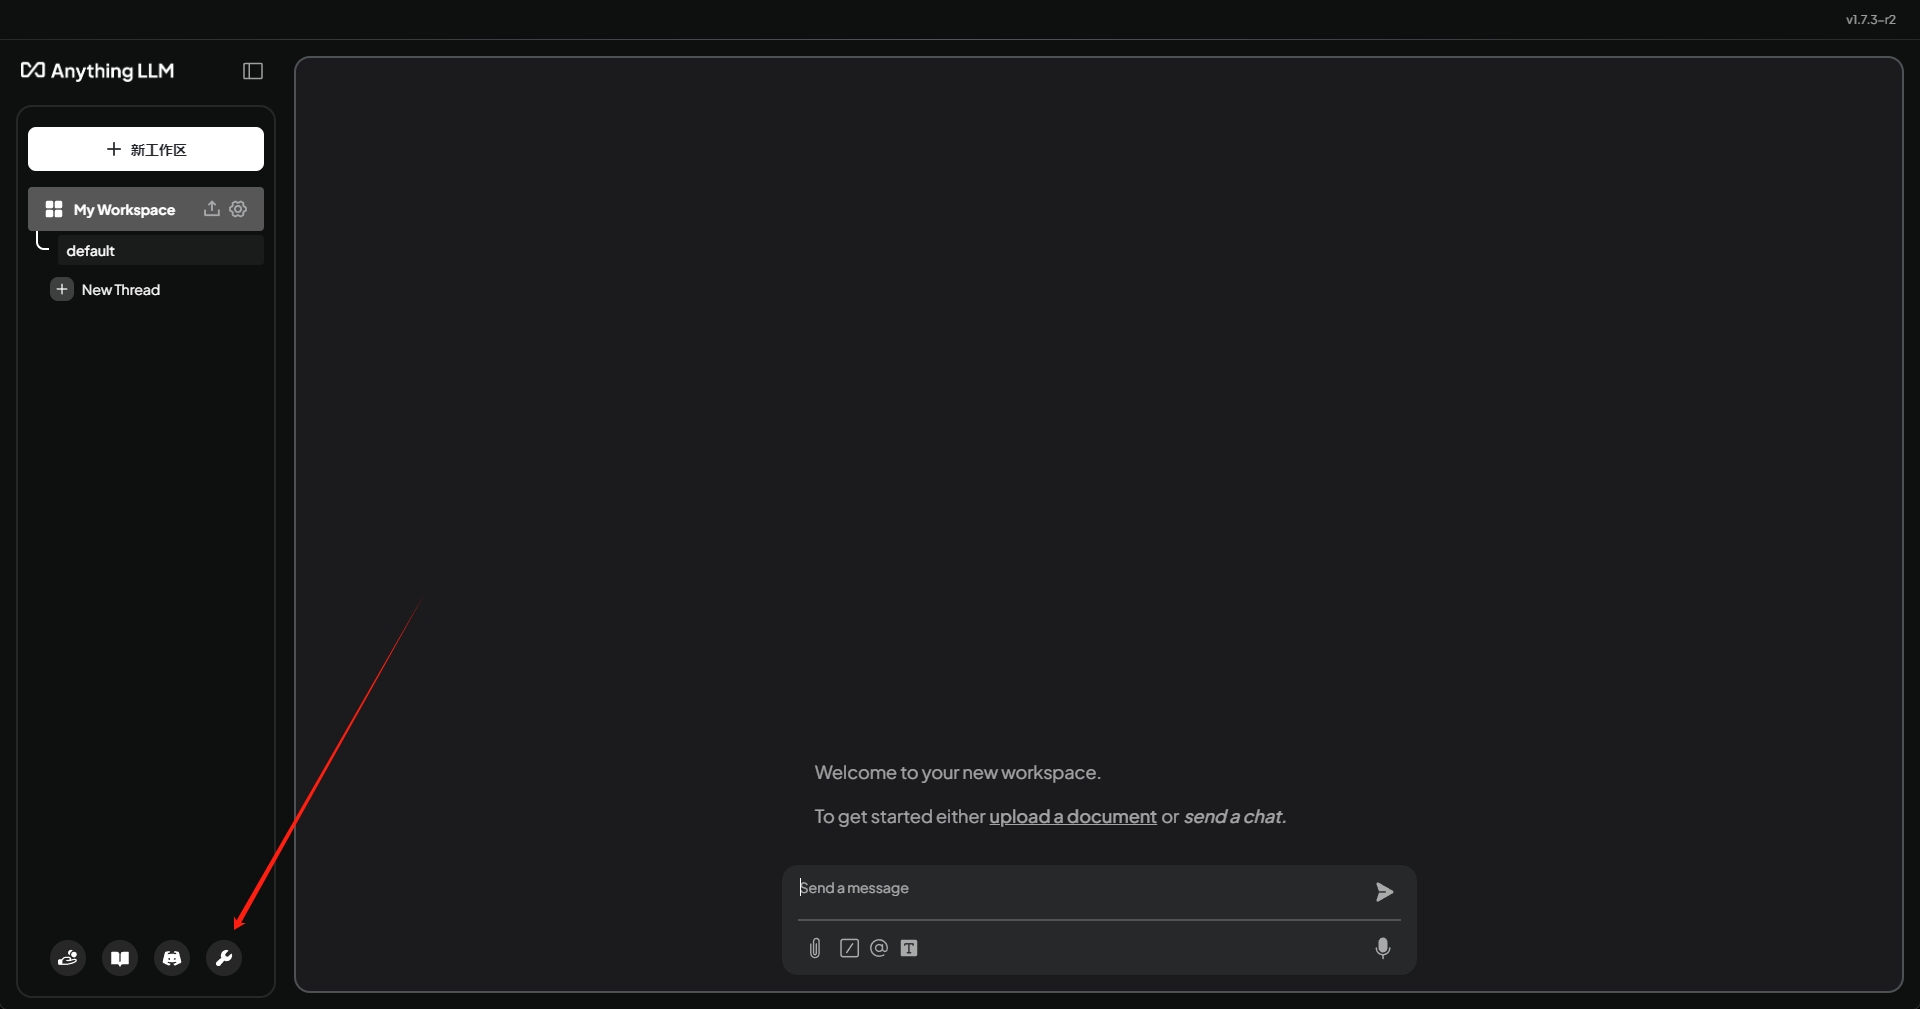 v1.7.3-r2
Anything LLM
新工作区
My Workspace
default
New Thread
Welcome to your new workspace.
To get started either upload a document or send a chat.
Send a message